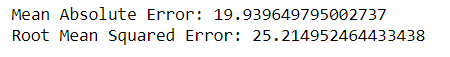 Mean Absolute Error: 19.939649795002737
Root Mean Squared Error: 25.214952464433438